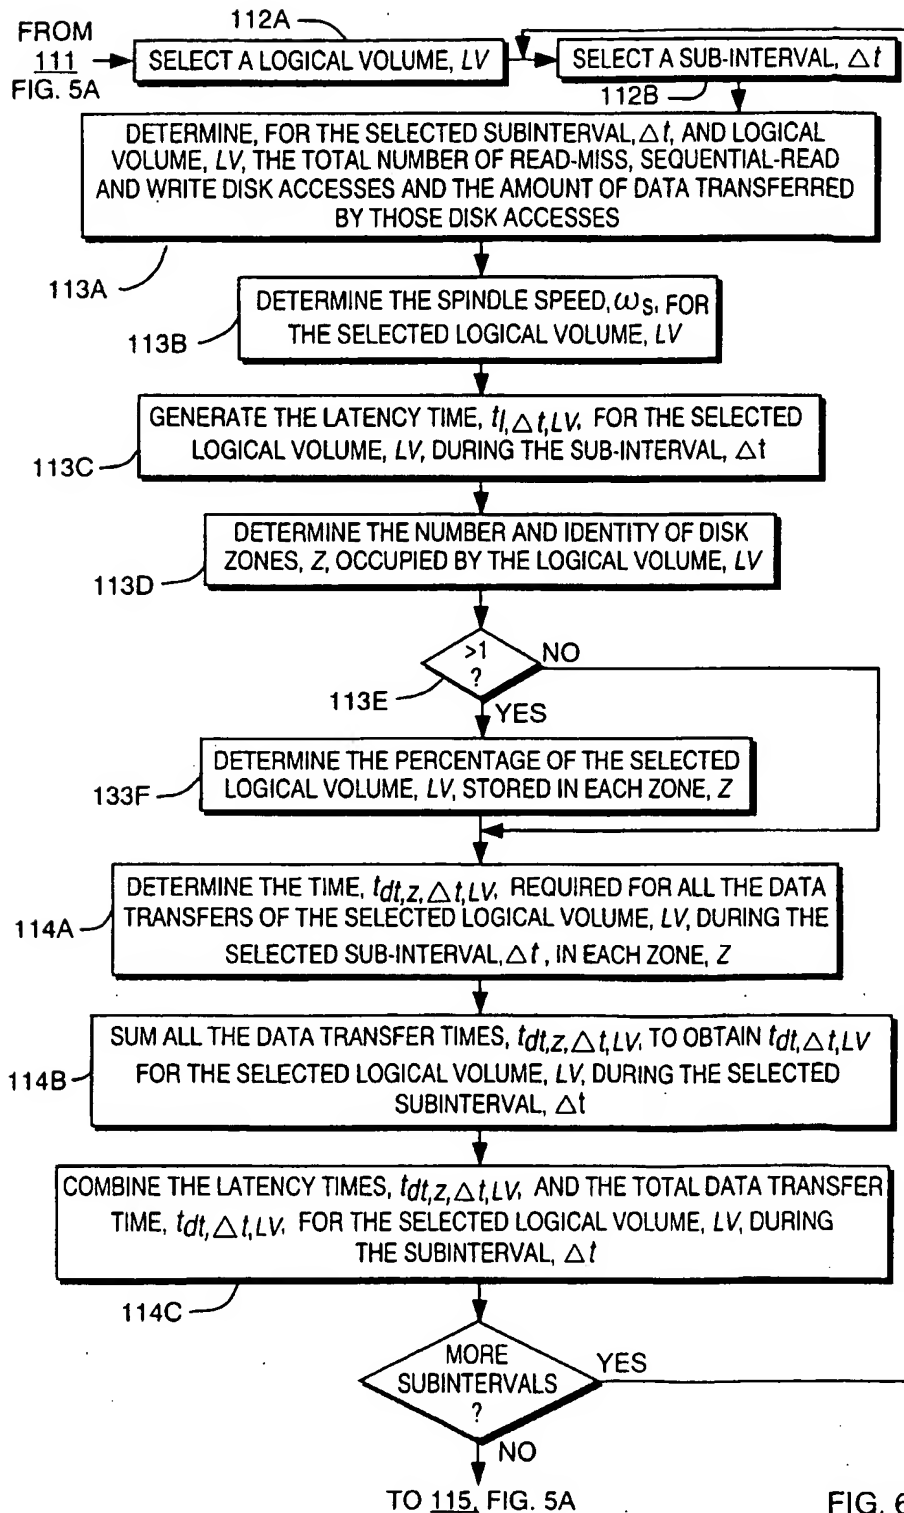 112A
FROM
111
FIG. 5A
SELECT A LOGICAL VOLUME, LV
SELECT A SUB-INTERVAL, Δt
112B
DETERMINE, FOR THE SELECTED SUBINTERVAL, Δt, AND LOGICAL
VOLUME, LV, THE TOTAL NUMBER OF READ-MISS, SEQUENTIAL-READ
AND WRITE DISK ACCESSES AND THE AMOUNT OF DATA TRANSFERRED
BY THOSE DISK ACCESSES
113A
DETERMINE THE SPINDLE SPEED, ωs, FOR
THE SELECTED LOGICAL VOLUME, LV
113B
GENERATE THE LATENCY TIME, tl,Δt,LV, FOR THE SELECTED
LOGICAL VOLUME, LV, DURING THE SUB-INTERVAL, Δt
113C
DETERMINE THE NUMBER AND IDENTITY OF DISK
ZONES, Z, OCCUPIED BY THE LOGICAL VOLUME, LV
113D
>1
?
NO
113E
YES
DETERMINE THE PERCENTAGE OF THE SELECTED
LOGICAL VOLUME, LV, STORED IN EACH ZONE, Z
133F
DETERMINE THE TIME, tdt,z,Δt,LV, REQUIRED FOR ALL THE DATA
TRANSFERS OF THE SELECTED LOGICAL VOLUME, LV, DURING THE
SELECTED SUB-INTERVAL, Δt, IN EACH ZONE, Z
114A
SUM ALL THE DATA TRANSFER TIMES, tdt,z,Δt,LV, TO OBTAIN tdt,Δt,LV
FOR THE SELECTED LOGICAL VOLUME, LV, DURING THE SELECTED
SUBINTERVAL, Δt
114B
COMBINE THE LATENCY TIMES, tdt,z,Δt,LV, AND THE TOTAL DATA TRANSFER
TIME, tdt,Δt,LV, FOR THE SELECTED LOGICAL VOLUME, LV, DURING
THE SUBINTERVAL, Δt
114C
MORE
SUBINTERVALS
?
YES
NO
TO 115, FIG. 5A
FIG. 6